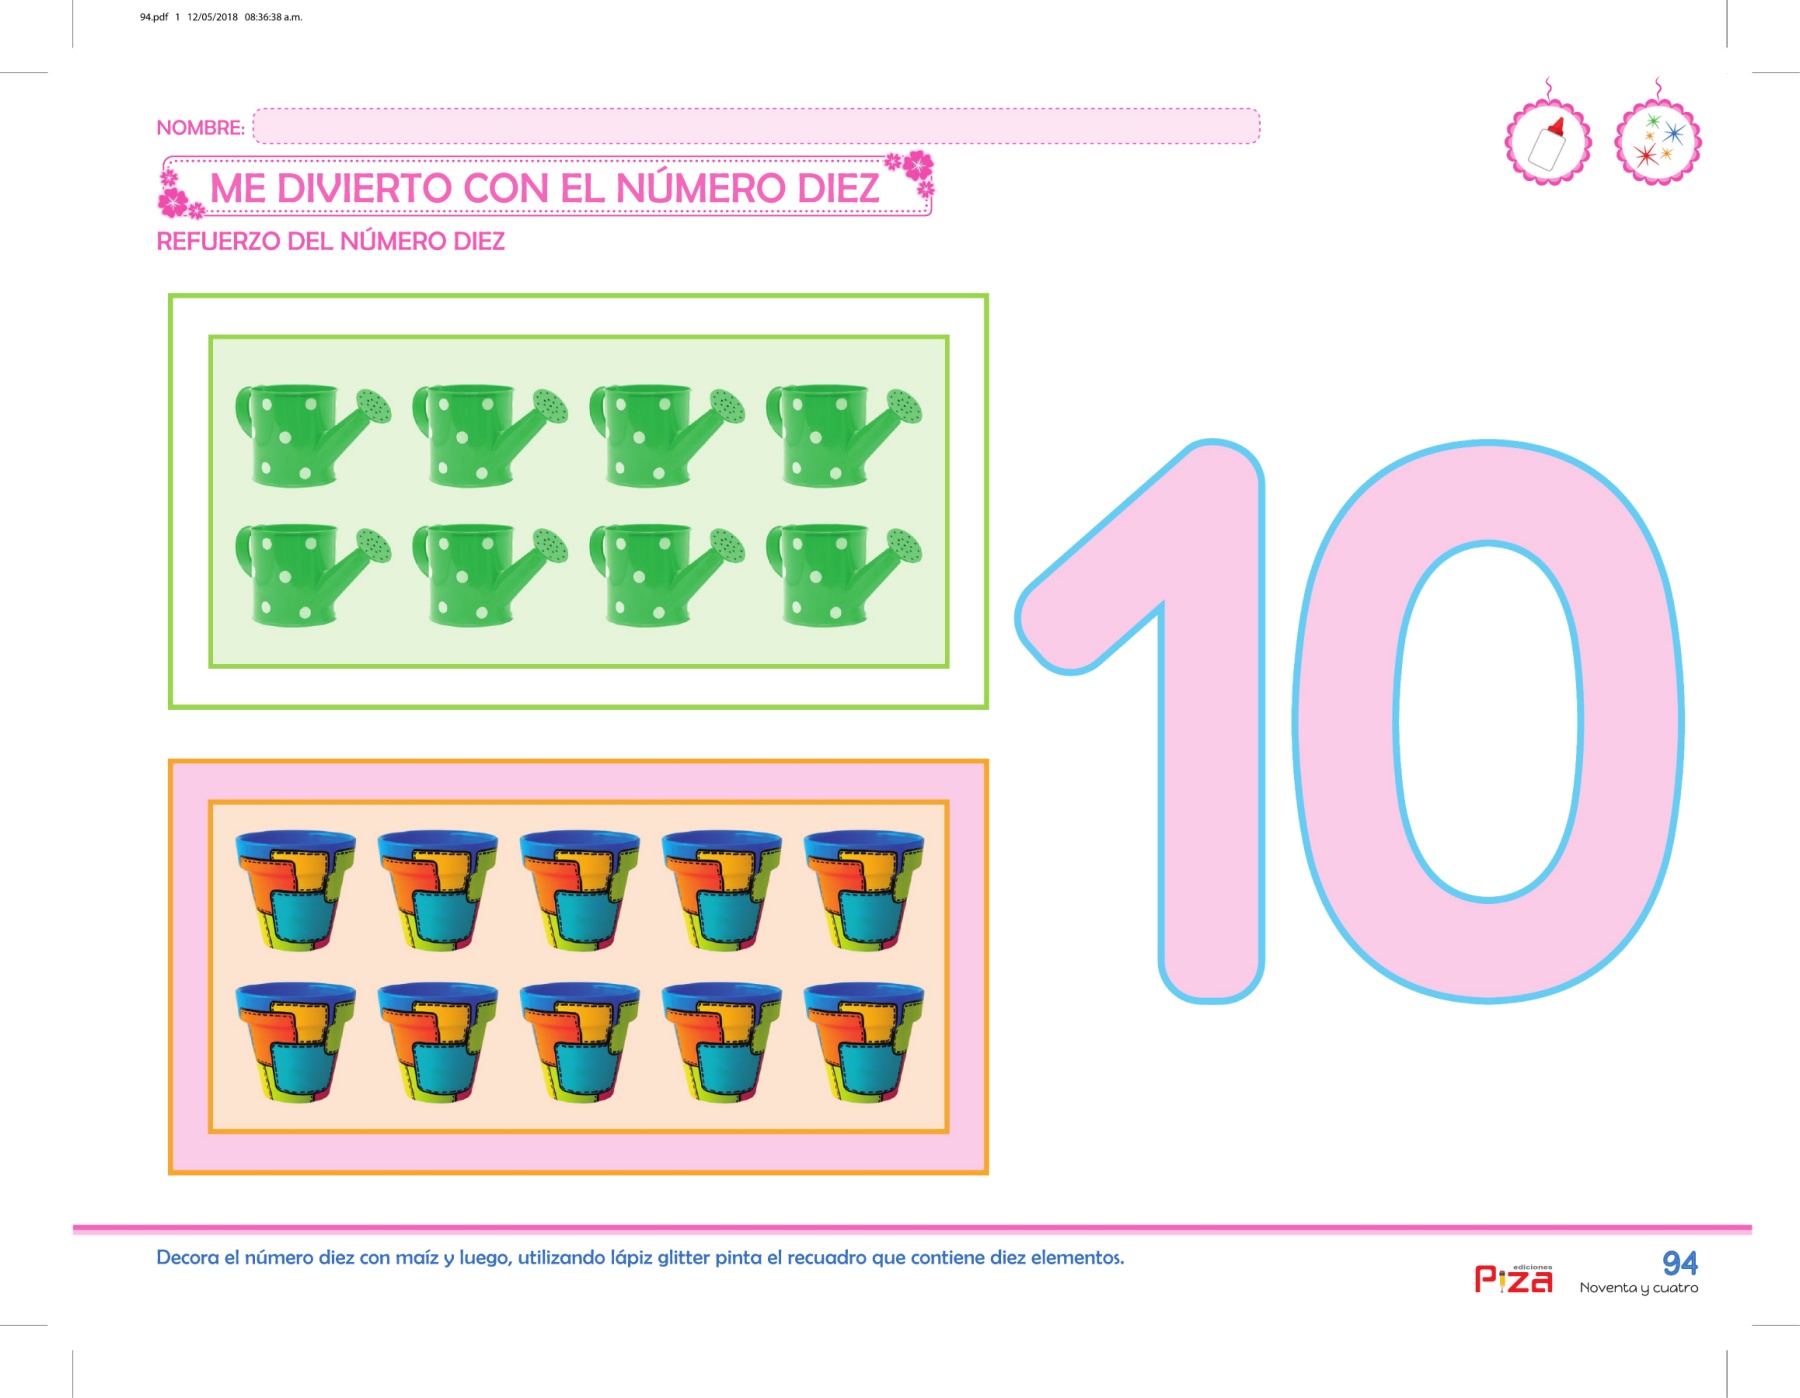 94.pdf 1 12/05/2018 08:36:38 a.m.
NOMBRE:
ME DIVIERTO CON EL NÚMERO DIEZ
REFUERZO DEL NÚMERO DIEZ
10
Decora el número diez con maíz y luego, utilizando lápiz glitter pinta el recuadro que contiene diez elementos.
ediciones
Piza
94
Noventa y cuatro